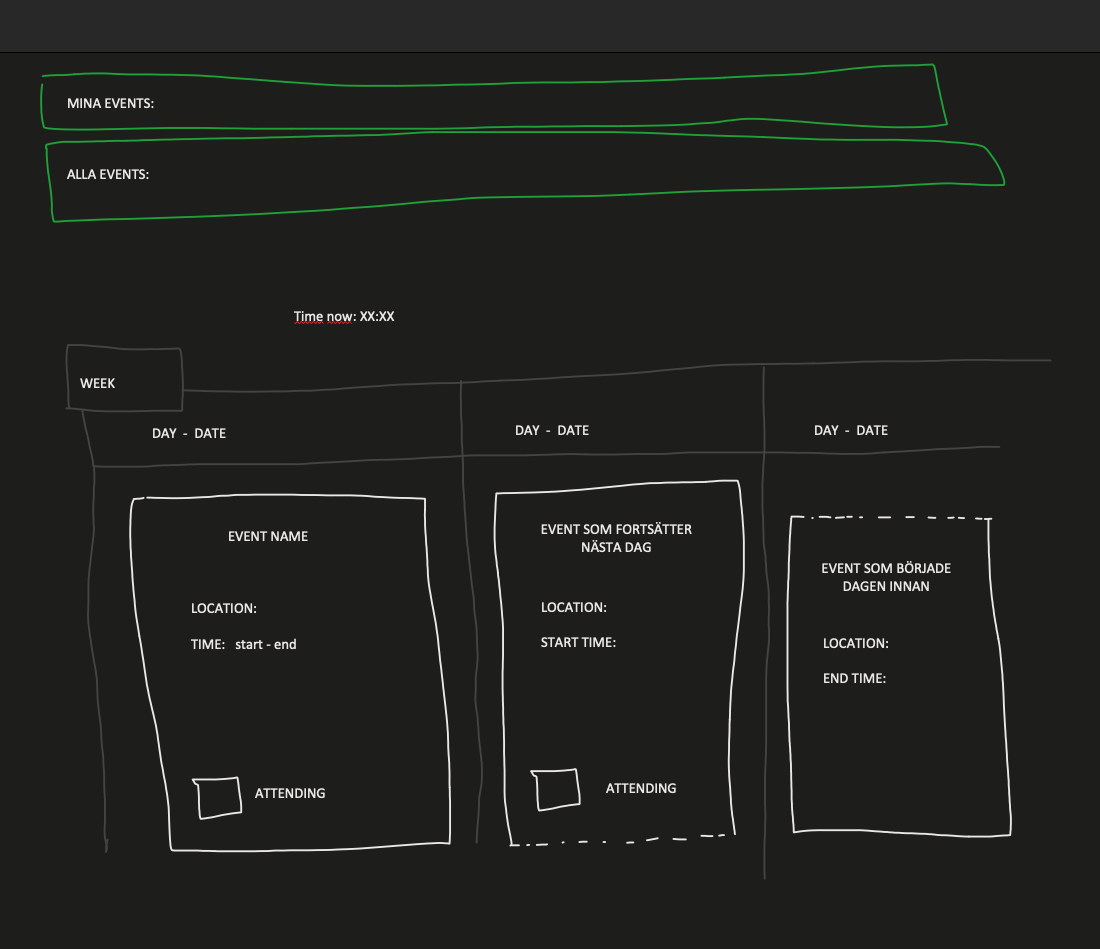 MINA EVENTS:
ALLA EVENTS:
Time now: XX:XX
WEEK
DAY - DATE
DAY - DATE
DAY - DATE
EVENT NAME
LOCATION:
TIME: start - end
ATTENDING
EVENT SOM FORTSÄTTER
NÄSTA DAG
LOCATION:
START TIME:
ATTENDING
EVENT SOM BÖRJADE
DAGEN INNAN
LOCATION:
END TIME: